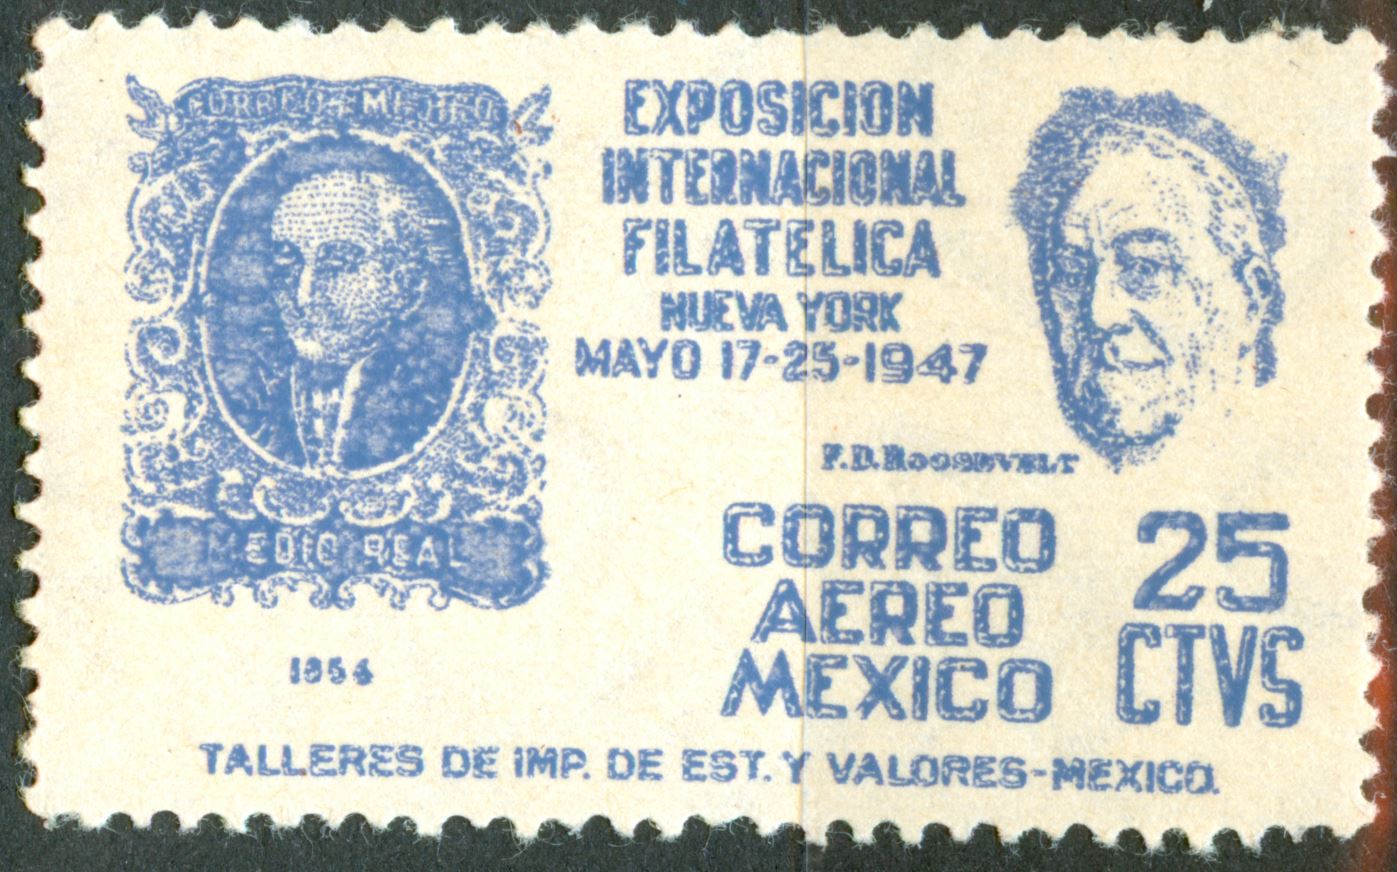 CORREOS MEJICO
MEDIO REAL
1854
EXPOSICION
INTERNACIONAL
FILATELICA
NUEVA YORK
MAYO 17-25-1947
F.D. ROOSEVELT
CORREO
AEREO
MEXICO
25
CTVS
TALLERES DE IMP. DE EST. Y VALORES-MEXICO.